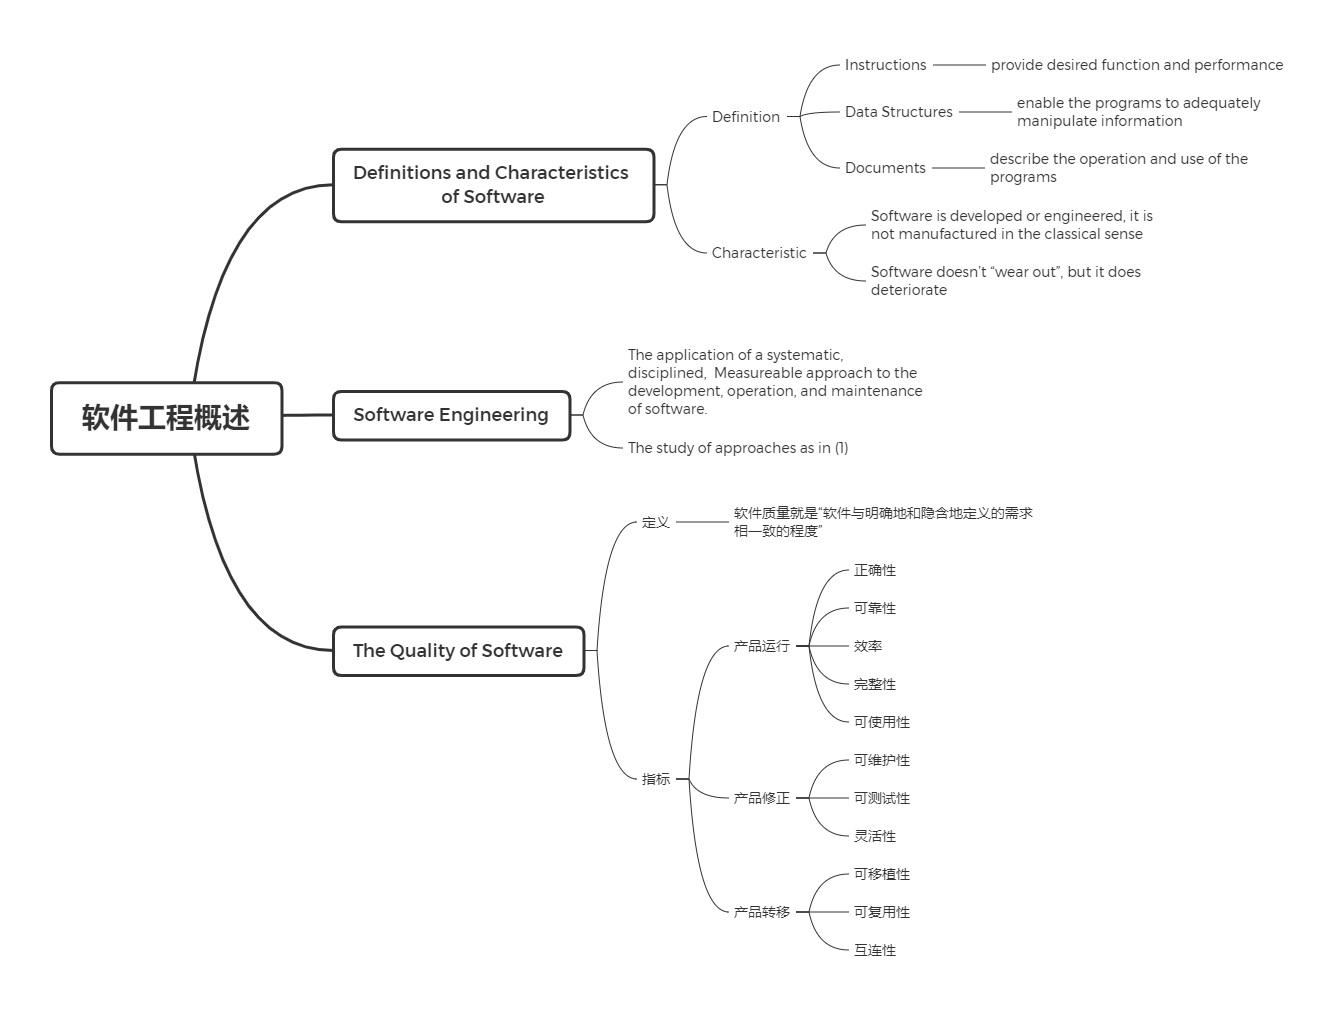 软件工程概述
Definitions and Characteristics
of Software
Definition
Instructions
provide desired function and performance
Data Structures
enable the programs to adequately
manipulate information
Documents
describe the operation and use of the
programs
Characteristic
Software is developed or engineered, it is
not manufactured in the classical sense
Software doesn’t “wear out”, but it does
deteriorate
Software Engineering
The application of a systematic,
disciplined,  Measureable approach to the
development, operation, and maintenance
of software.
The study of approaches as in (1)
The Quality of Software
定义
软件质量就是“软件与明确地和隐含地定义的需求
相一致的程度”
指标
产品运行
正确性
可靠性
效率
完整性
可使用性
产品修正
可维护性
可测试性
灵活性
产品转移
可移植性
可复用性
互连性